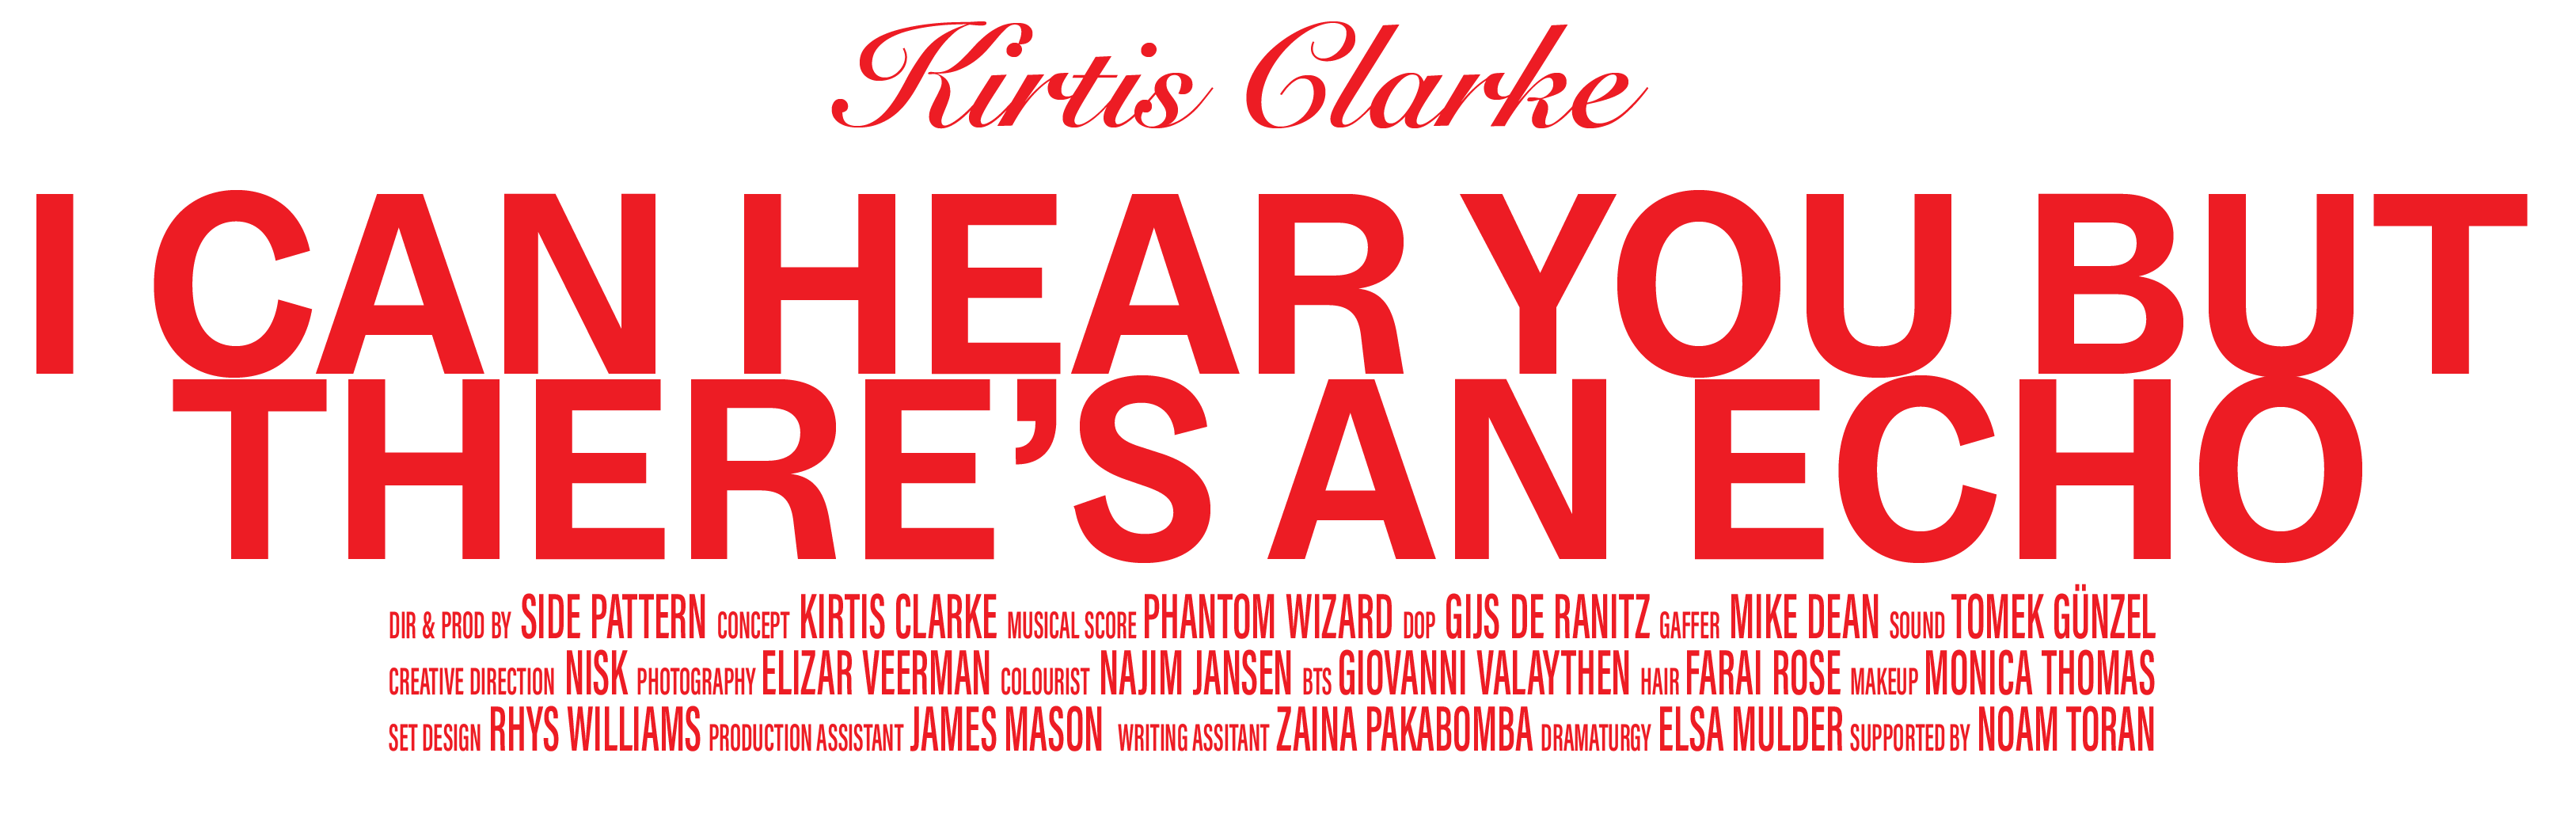 Kirtis Clarke
I CAN HEAR YOU BUT
THERE’S AN ECHO
DIR & PROD BY SIDE PATTERN CONCEPT KIRTIS CLARKE MUSICAL SCORE PHANTOM WIZARD DOP GIJS DE RANITZ GAFFER MIKE DEAN SOUND TOMEK GÜNZEL
CREATIVE DIRECTION NISK PHOTOGRAPHY ELIZAR VEERMAN COLOURIST NAJIM JANSEN BTS GIOVANNI VALAYTHEN HAIR FARAI ROSE MAKEUP MONICA THOMAS
SET DESIGN RHYS WILLIAMS PRODUCTION ASSISTANT JAMES MASON WRITING ASSITANT ZAINA PAKABOMBA DRAMATURGY ELSA MULDER SUPPORTED BY NOAM TORAN